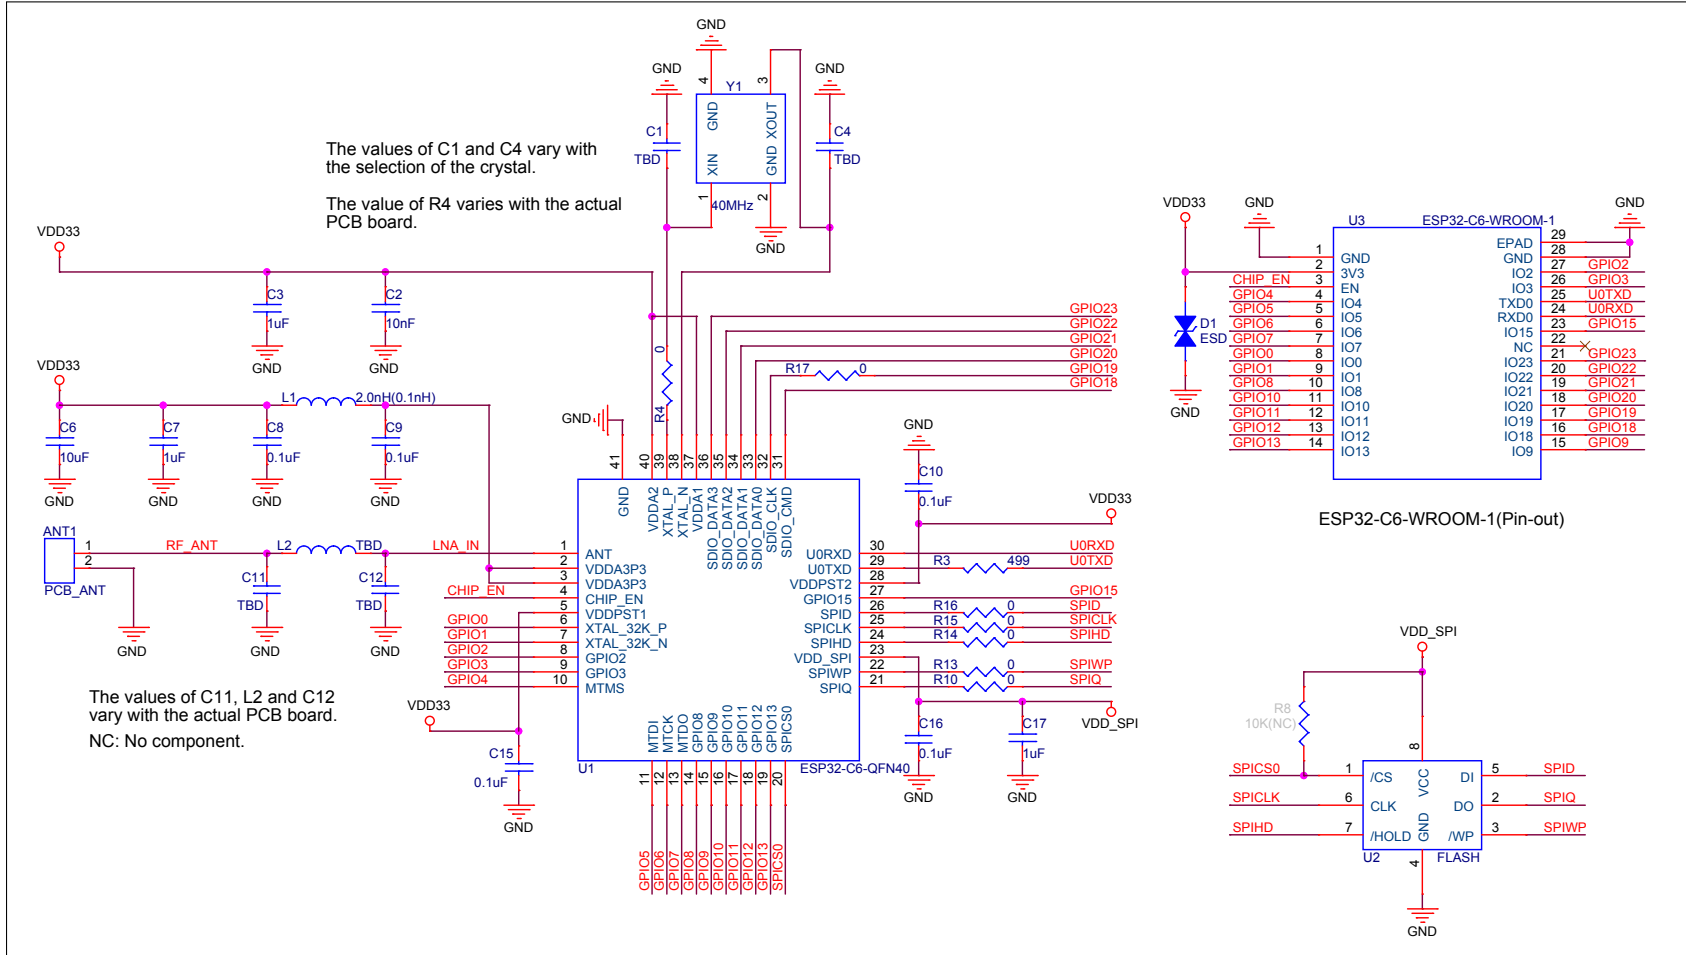 GND
GND
GND
4
3
Y1
GND
XOUT
XIN
GND
1
2
40MHz
GND
C1
TBD
C4
TBD
The values of C1 and C4 vary with
the selection of the crystal.
The value of R4 varies with the actual
PCB board.
VDD33
C3
1uF
GND
C2
10nF
GND
VDD33
L1
2.0nH(0.1nH)
C6
10uF
GND
C7
1uF
GND
C8
0.1uF
GND
C9
0.1uF
GND
0
R4
R17
0
GPIO23
GPIO22
GPIO21
GPIO20
GPIO19
GPIO18
GND
41
40
39
38
37
36
35
34
33
32
31
GND
VDDA2
XTAL_P
XTAL_N
VDDA1
SDIO_DATA3
SDIO_DATA2
SDIO_DATA1
SDIO_DATA0
SDIO_CLK
SDIO_CMD
ANT1
1
2
PCB_ANT
GND
RF_ANT
L2
TBD
LNA_IN
C11
TBD
GND
C12
TBD
GND
CHIP_EN
GPIO0
GPIO1
GPIO2
GPIO3
GPIO4
1 ANT
2 VDDA3P3
3 VDDA3P3
4 CHIP_EN
5 VDDPST1
6 XTAL_32K_P
7 XTAL_32K_N
8 GPIO2
9 GPIO3
10 MTMS
The values of C11, L2 and C12
vary with the actual PCB board.
NC: No component.
VDD33
C15
0.1uF
GND
MTDI
MTCK
MTDO
GPIO8
GPIO9
GPIO10
GPIO11
GPIO12
GPIO13
SPICS0
U1
ESP32-C6-QFN40
11
12
13
14
15
16
17
18
19
20
GPIO5
GPIO6
GPIO7
GPIO8
GPIO9
GPIO10
GPIO11
GPIO12
GPIO13
SPICS0
GND
C10
0.1uF
VDD33
U0RXD 30 U0RXD
U0TXD 29 R3 499 U0TXD
VDDPST2 28
GPIO15 27 GPIO15
SPID 26 R16 0 SPID
SPICLK 25 R15 0 SPICLK
SPIHD 24 R14 0 SPIHD
VDD_SPI 23
SPIWP 22 R13 0 SPIWP
SPIQ 21 R10 0 SPIQ
VDD_SPI
C16
0.1uF
GND
C17
1uF
GND
VDD33
GND
GND
D1
ESD
GND
U3
ESP32-C6-WROOM-1
1 GND
2 3V3
CHIP_EN 3 EN
GPIO4 4 IO4
GPIO5 5 IO5
GPIO6 6 IO6
GPIO7 7 IO7
GPIO0 8 IO0
GPIO1 9 IO1
GPIO8 10 IO8
GPIO10 11 IO10
GPIO11 12 IO11
GPIO12 13 IO12
GPIO13 14 IO13
EPAD 29
GND 28
IO2 27 GPIO2
IO3 26 GPIO3
TXD0 25 U0TXD
RXD0 24 U0RXD
IO15 23 GPIO15
NC 22
IO23 21 GPIO23
IO22 20 GPIO22
IO21 19 GPIO21
IO20 18 GPIO20
IO19 17 GPIO19
IO18 16 GPIO18
IO9 15 GPIO9
ESP32-C6-WROOM-1(Pin-out)
VDD_SPI
R8
10K(NC)
8
SPICS0 1 /CS
SPICLK 6 CLK
SPIHD 7 /HOLD
VCC
GND
DI 5 SPID
DO 2 SPIQ
/WP 3 SPIWP
U2
FLASH
4
GND